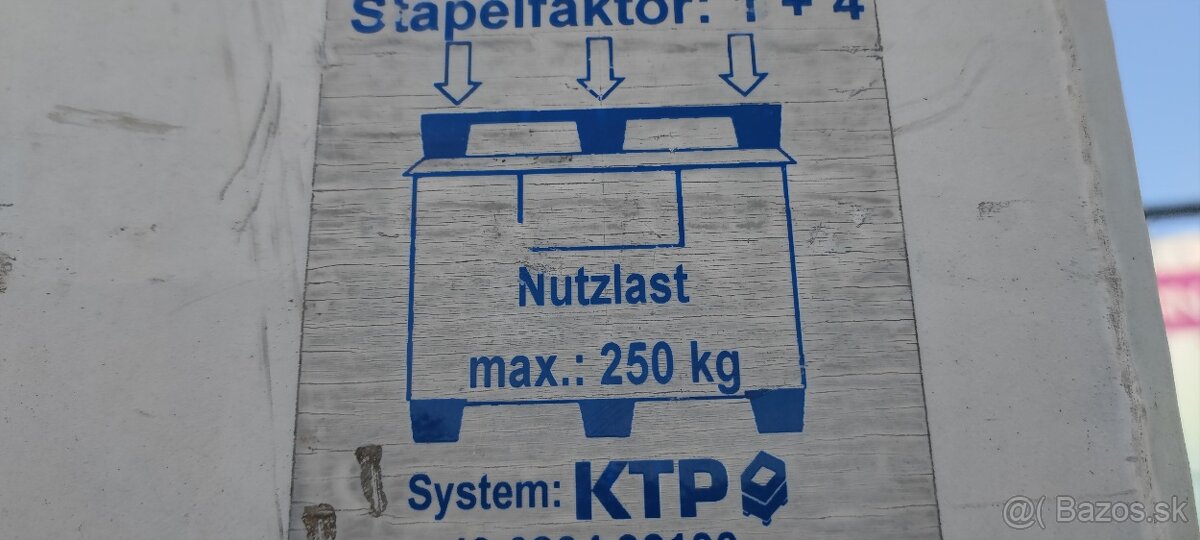 Stapelfaktor: 1 + 4
Nutzlast
max.: 250 kg
System: KTP
@( Bazos.sk